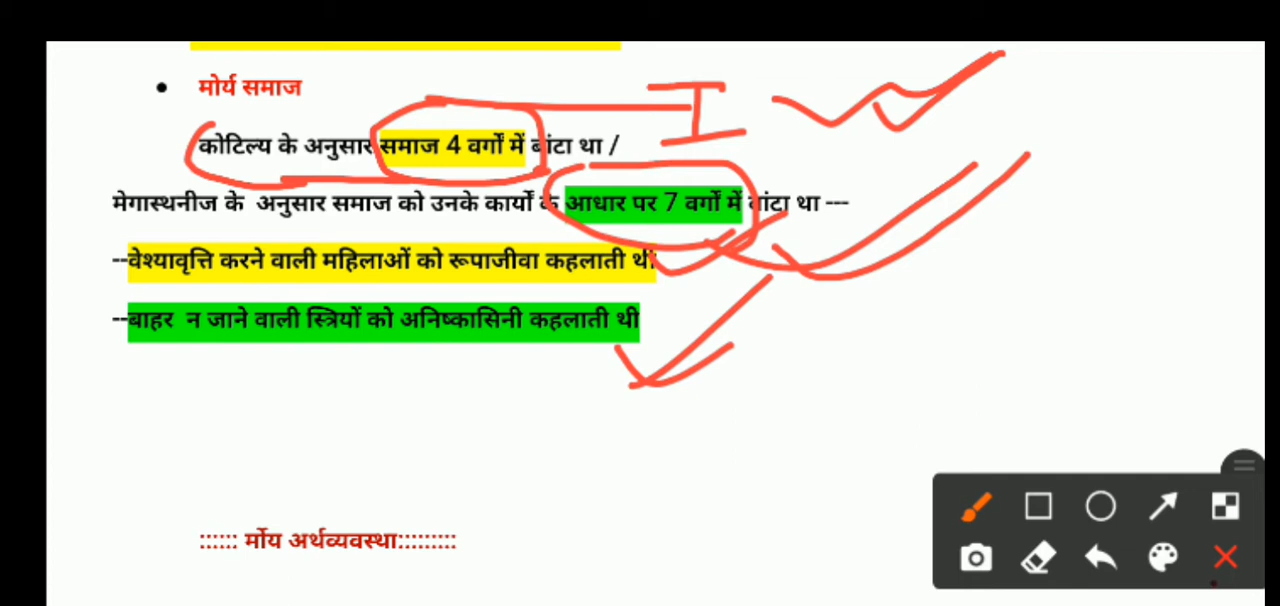 मोर्य समाज
कोटिल्य के अनुसार समाज 4 वर्गों में बांटा था /
मेगास्थनीज के अनुसार समाज को उनके कार्यों के आधार पर 7 वर्गों में बांटा था ---
--वेश्यावृत्ति करने वाली महिलाओं को रूपाजीवा कहलाती थी
--बाहर न जाने वाली स्त्रियों को अनिष्कासिनी कहलाती थी
:::::: र्मोय अर्थव्यवस्था:::::::::